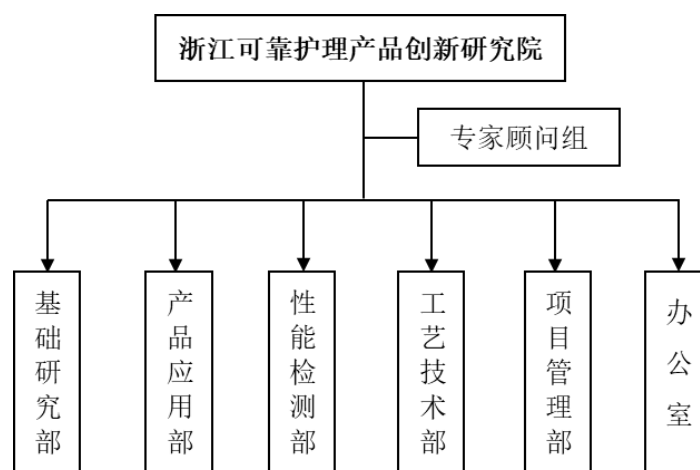 浙江可靠护理产品创新研究院
专家顾问组
基础研究部
产品应用部
性能检测部
工艺技术部
项目管理部
办公室